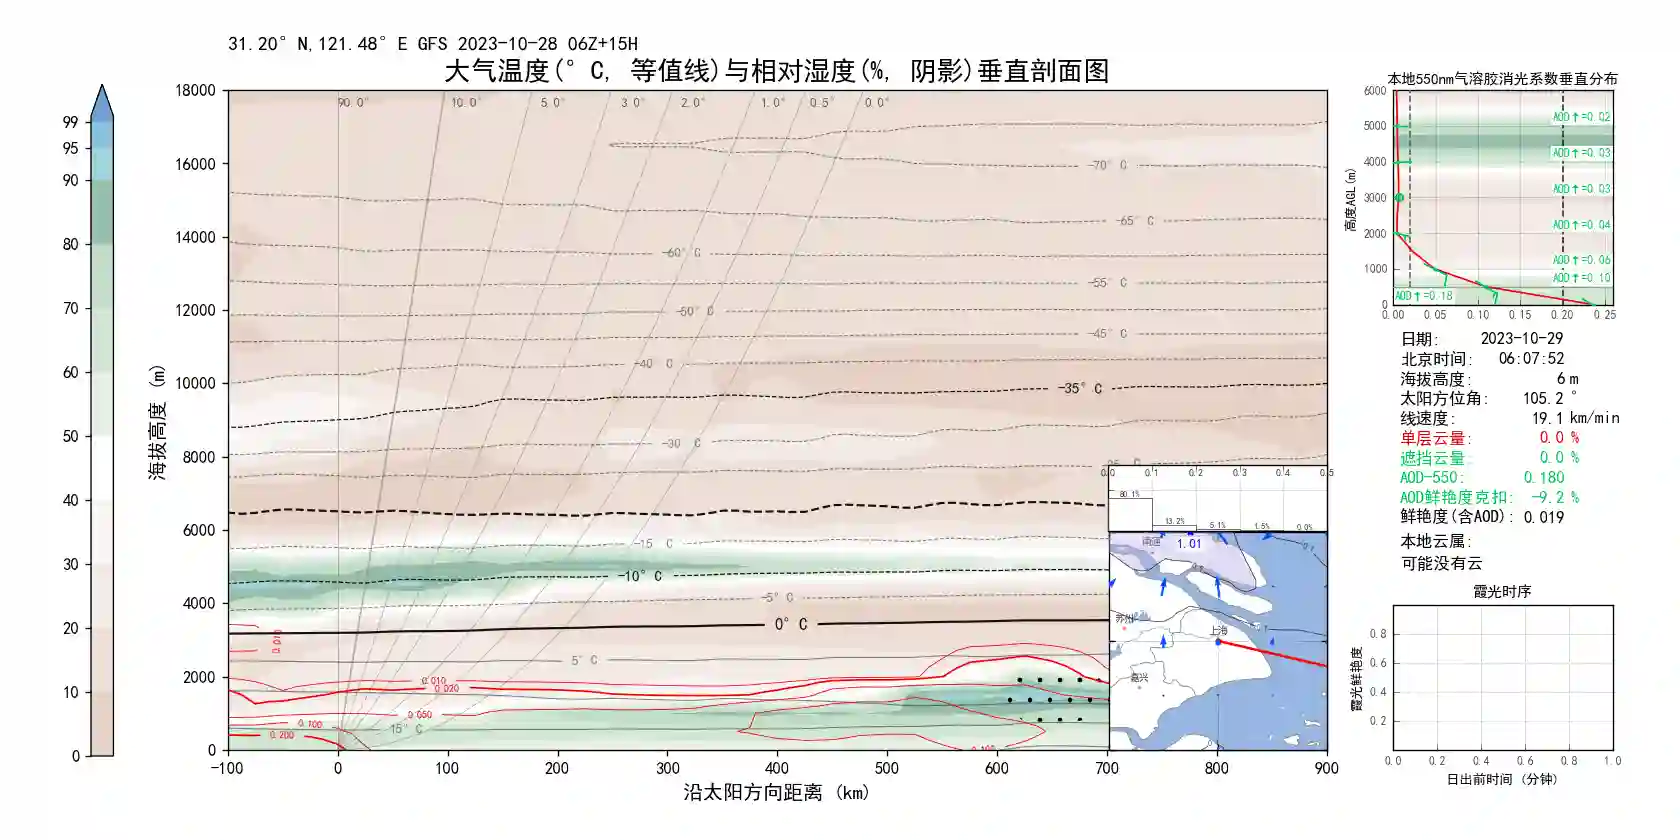 31.20° N,121.48° E GFS 2023-10-28 06Z+15H
大气温度(° C, 等值线)与相对湿度(%, 阴影)垂直剖面图
99
95
90
80
70
60
50
40
30
20
10
0
海拔高度 (m)
18000
16000
14000
12000
10000
8000
6000
4000
2000
0
90.0° 10.0° 5.0° 3.0° 2.0° 1.0° 0.5° 0.0°
-70° C
-65° C
-60° C
-55° C
-50° C
-45° C
-40° C
-35° C
-30° C
-15° C
-10° C
-5° C
0° C
5° C
15° C
0.010
0.020
0.050
0.100
0.200
-100 0 100 200 300 400 500 600 700 800 900
沿太阳方向距离 (km)
0.0 0.1 0.2 0.3 0.4 0.5
80.1%
13.2%
5.1%
1.5%
0.0%
南通
1.01
苏州
上海
嘉兴
本地550nm气溶胶消光系数垂直分布
高度AGL(m)
6000
5000
4000
3000
2000
1000
0
AOD↑=0.02
AOD↑=0.03
AOD↑=0.03
AOD↑=0.04
AOD↑=0.06
AOD↑=0.10
AOD↑=0.18
0.00 0.05 0.10 0.15 0.20 0.25
日期: 2023-10-29
北京时间: 06:07:52
海拔高度: 6 m
太阳方位角: 105.2 °
线速度: 19.1 km/min
单层云量: 0.0 %
遮挡云量: 0.0 %
AOD-550: 0.180
AOD鲜艳度克扣: -9.2 %
鲜艳度(含AOD): 0.019
本地云属:
可能没有云
霞光时序
霞光鲜艳度
0.8
0.6
0.4
0.2
0.0 0.2 0.4 0.6 0.8 1.0
日出前时间 (分钟)